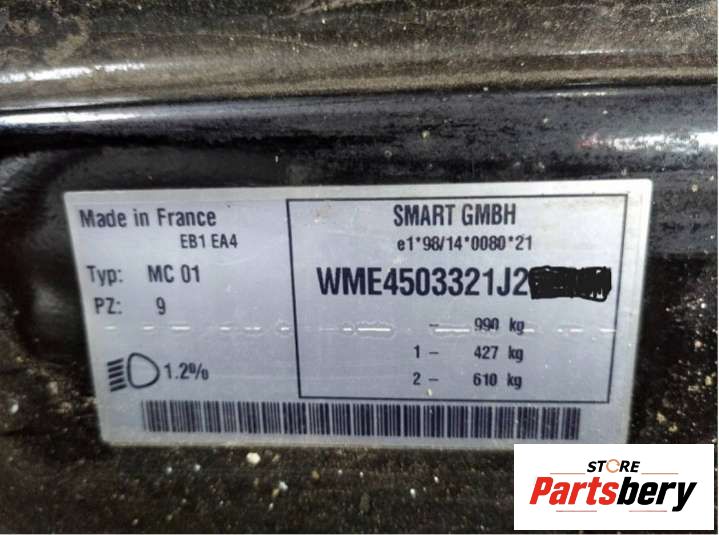 Made in France
EB1 EA4
Typ: MC 01
PZ: 9
1.2%
SMART GMBH
e1*98/14*0080*21
WME4503321J2
- 990 kg
1 - 427 kg
2 - 610 kg
STORE
Partsbery